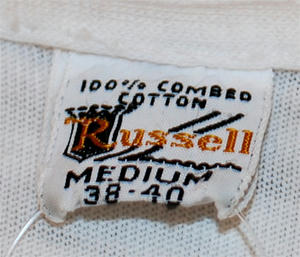 100% COMBED
COTTON
Russell
MEDIUM
38-40